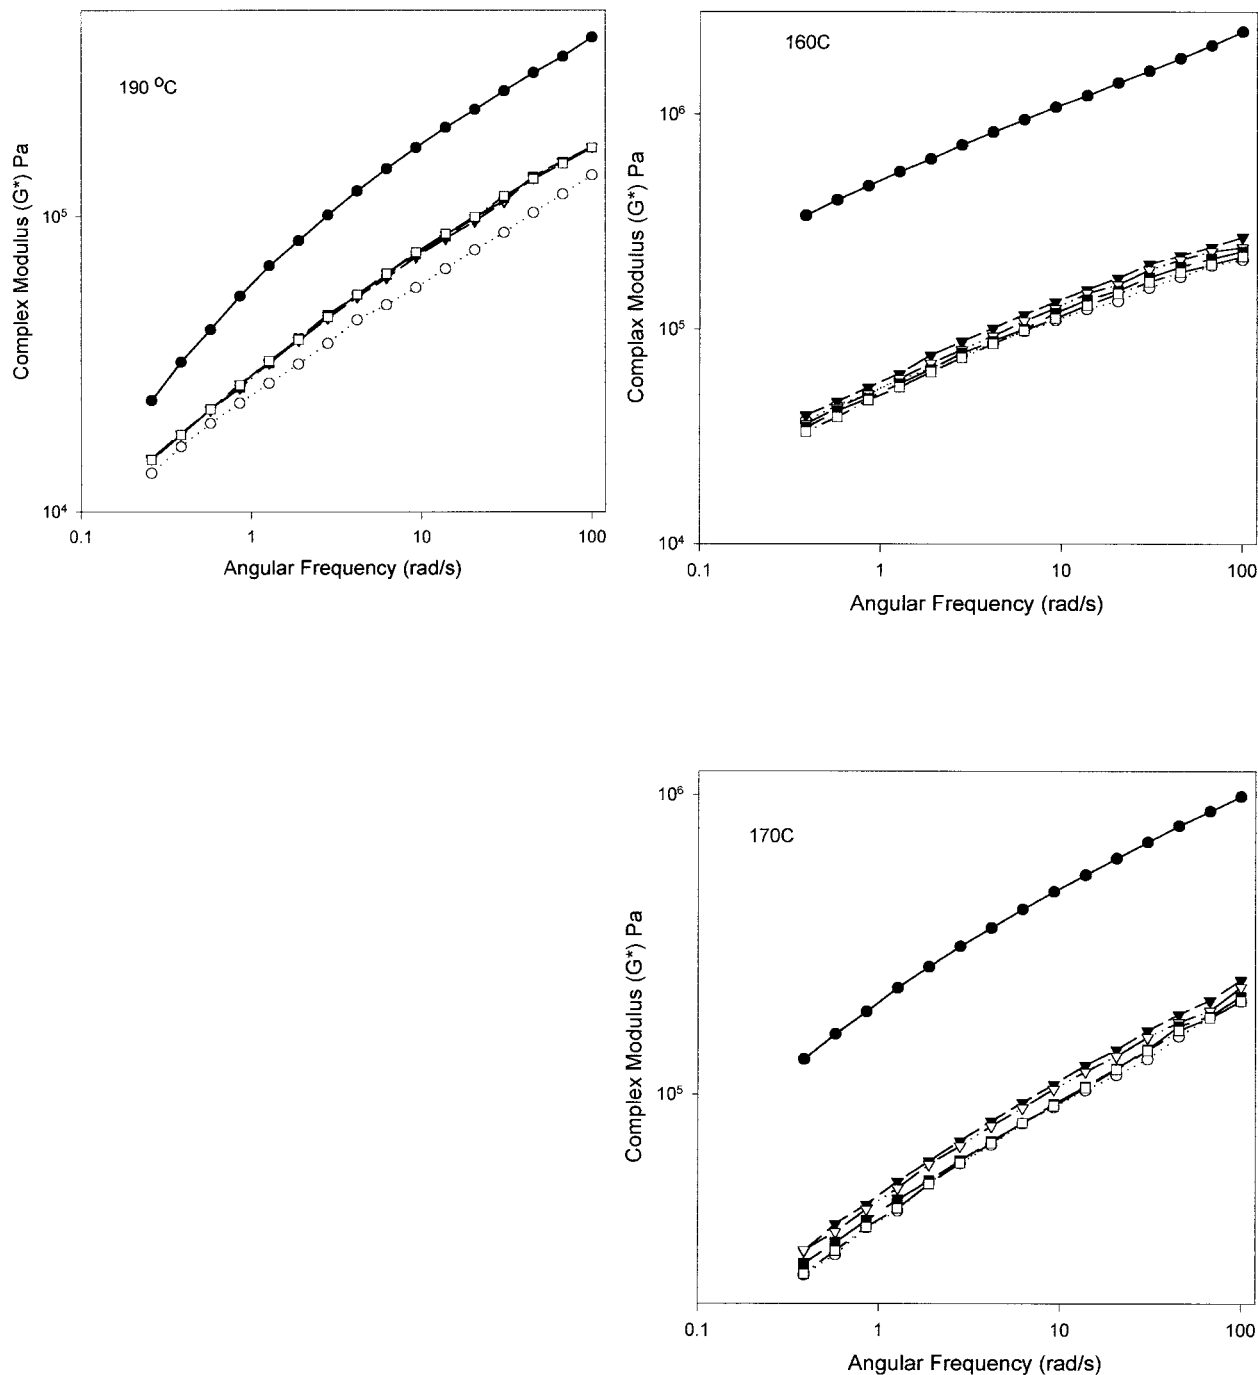 190 °C
Complex Modulus (G*) Pa
10⁵
10⁴
0.1
1
10
100
Angular Frequency (rad/s)
160C
Complax Modulus (G*) Pa
10⁶
10⁵
10⁴
0.1
1
10
100
Angular Frequency (rad/s)
170C
Complex Modulus (G*) Pa
10⁶
10⁵
0.1
1
10
100
Angular Frequency (rad/s)